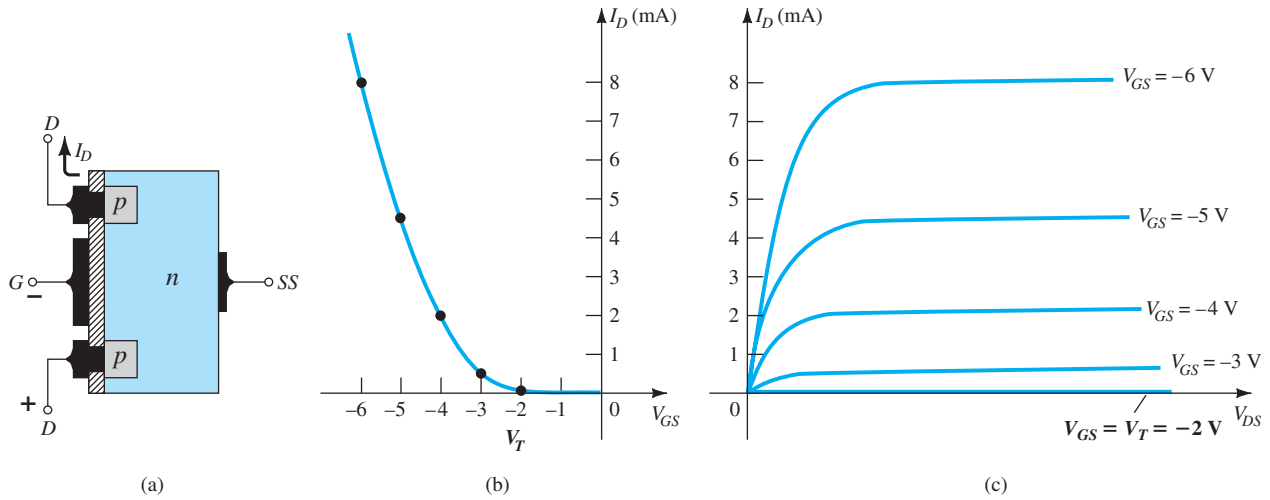 D
I_D
p
n
G
−
SS
p
+
D
(a)
I_D (mA)
8
7
6
5
4
3
2
1
−6 −5 −4 −3 −2 −1 0 V_GS
V_T
(b)
I_D (mA)
8
7
6
5
4
3
2
1
0
V_GS = −6 V
V_GS = −5 V
V_GS = −4 V
V_GS = −3 V
V_DS
V_GS = V_T = −2 V
(c)